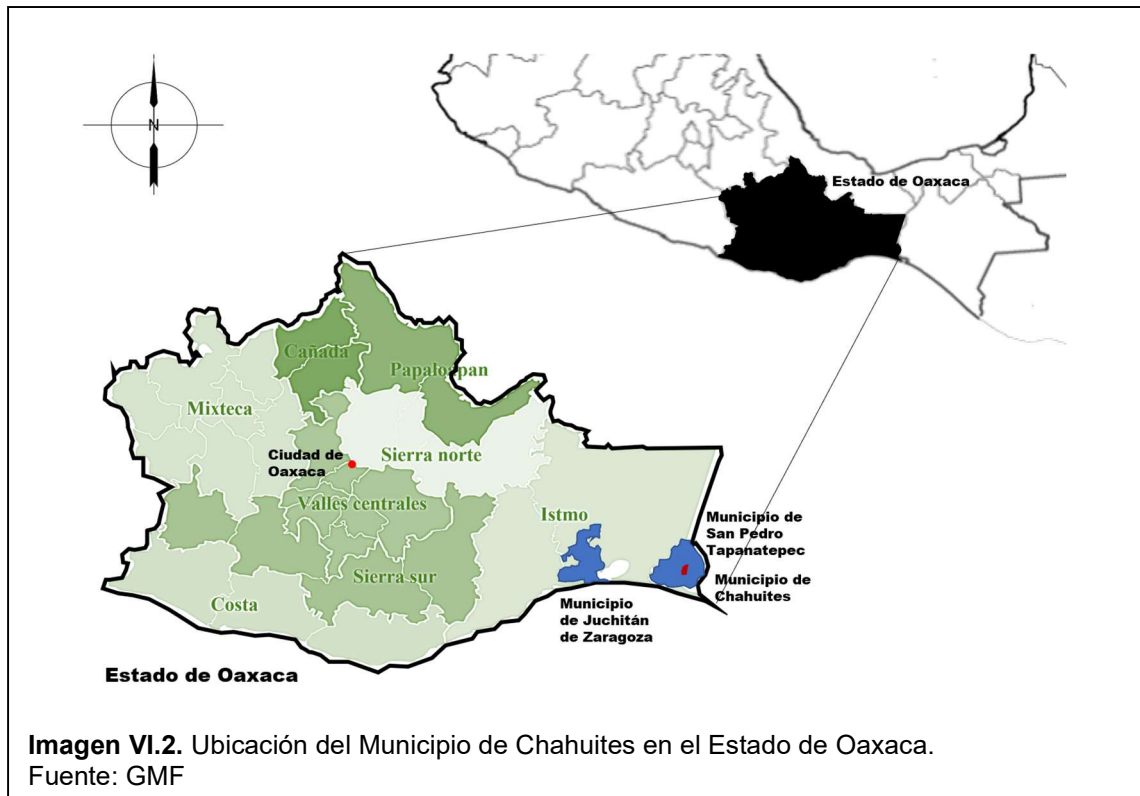 N
Estado de Oaxaca
Cañada
Papaloapan
Mixteca
Ciudad de
Oaxaca
Sierra norte
Valles centrales
Istmo
Municipio de
San Pedro
Tapanatepec
Sierra sur
Municipio de
Chahuites
Costa
Municipio
de Juchitán
de Zaragoza
Estado de Oaxaca
Imagen VI.2. Ubicación del Municipio de Chahuites en el Estado de Oaxaca.
Fuente: GMF